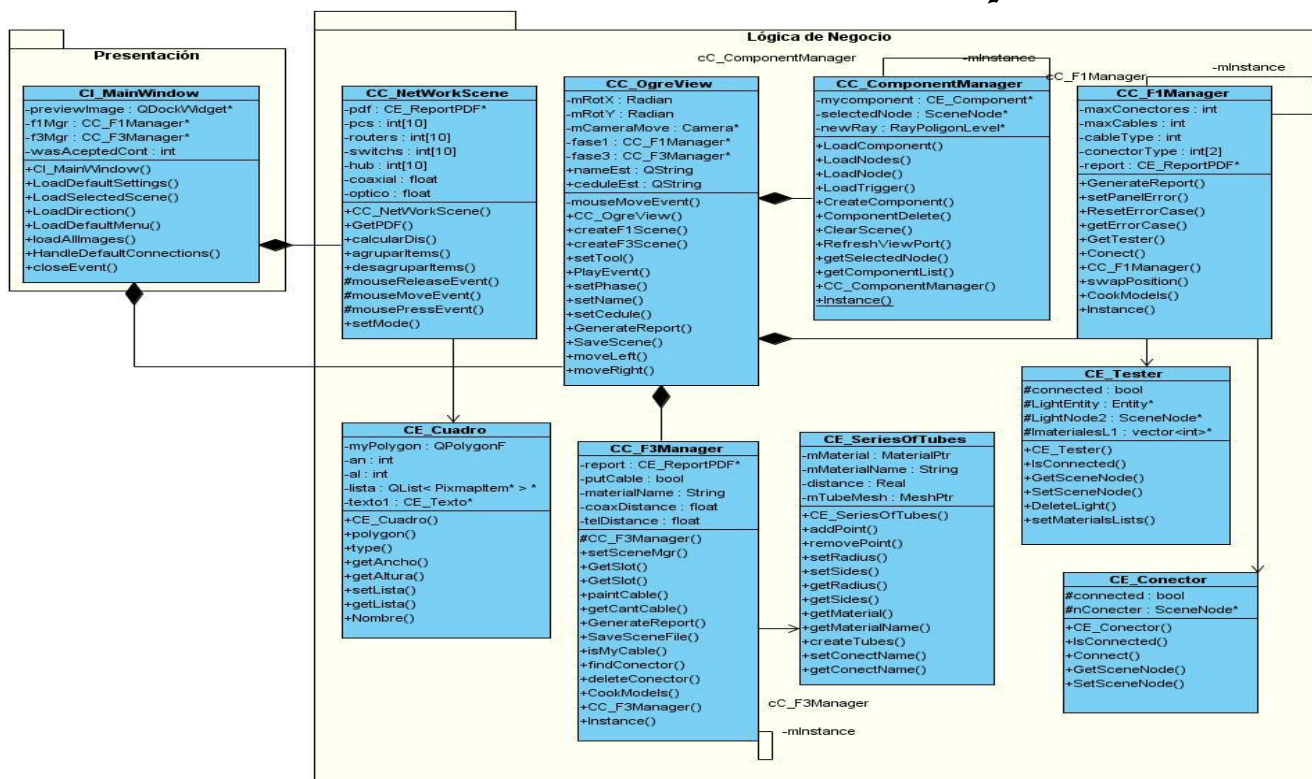 Presentación
CI_MainWindow
-previewImage : QDockWidget*
-f1Mgr : CC_F1Manager*
-f3Mgr : CC_F3Manager*
-wasAceptedCont : int
+CI_MainWindow()
+LoadDefaultSettings()
+LoadSelectedScene()
+LoadDirection()
+LoadDefaultMenu()
+loadAllImages()
+HandleDefaultConnections()
+closeEvent()
Lógica de Negocio
CC_NetWorkScene
-pdf : CE_ReportPDF*
-pcs : int[10]
-routers : int[10]
-switchs : int[10]
-hub : int[10]
-coaxial : float
-optico : float
+CC_NetWorkScene()
+GetPDF()
+calcularDis()
+agruparItems()
+desagruparItems()
#mouseReleaseEvent()
#mouseMoveEvent()
#mousePressEvent()
+setMode()
CC_OgreView
-mRotX : Radian
-mRotY : Radian
-mCameraMove : Camera*
-fase1 : CC_F1Manager*
-fase3 : CC_F3Manager*
+nameEst : QString
+ceduleEst : QString
-mouseMoveEvent()
+CC_OgreView()
+createF1Scene()
+createF3Scene()
+setTool()
+PlayEvent()
+setPhase()
+setName()
+setCedule()
+GenerateReport()
+SaveScene()
+moveLeft()
+moveRight()
cC_ComponentManager
-mInstance
CC_ComponentManager
-mycomponent : CE_Component*
-selectedNode : SceneNode*
-newRay : RayPoligonLevel*
+LoadComponent()
+LoadNodes()
+LoadNode()
+LoadTrigger()
+CreateComponent()
+ComponentDelete()
+ClearScene()
+RefreshViewPort()
+getSelectedNode()
+getComponentList()
+CC_ComponentManager()
+Instance()
cC_F1Manager
-mInstance
CC_F1Manager
-maxConectores : int
-maxCables : int
-cableType : int
-conectorType : int[2]
-report : CE_ReportPDF*
+GenerateReport()
+setPanelError()
+ResetErrorCase()
+getErrorCase()
+GetTester()
+Conect()
+CC_F1Manager()
+swapPosition()
+CookModels()
+Instance()
CE_Cuadro
-myPolygon : QPolygonF
-an : int
-al : int
-lista : QList< PixmapItem* > *
-texto1 : CE_Texto*
+CE_Cuadro()
+polygon()
+type()
+getAncho()
+getAltura()
+setLista()
+getLista()
+Nombre()
CC_F3Manager
-report : CE_ReportPDF*
-putCable : bool
-materialName : String
-coaxDistance : float
-telDistance : float
#CC_F3Manager()
+setSceneMgr()
+GetSlot()
+GetSlot()
+paintCable()
+getCantCable()
+GenerateReport()
+SaveSceneFile()
+isMyCable()
+findConector()
+deleteConector()
+CookModels()
+CC_F3Manager()
+Instance()
cC_F3Manager
-mInstance
CE_SeriesOfTubes
-mMaterial : MaterialPtr
-mMaterialName : String
-distance : Real
-mTubeMesh : MeshPtr
+CE_SeriesOfTubes()
+addPoint()
+removePoint()
+setRadius()
+setSides()
+getRadius()
+getSides()
+getMaterial()
+getMaterialName()
+createTubes()
+setConectName()
+getConectName()
CE_Tester
#connected : bool
#LightEntity : Entity*
#LightNode2 : SceneNode*
#lmaterialesL1 : vector<int>*
+CE_Tester()
+IsConnected()
+GetSceneNode()
+SetSceneNode()
+DeleteLight()
+setMaterialsLists()
CE_Conector
#connected : bool
#nConecter : SceneNode*
+CE_Conector()
+IsConnected()
+Connect()
+GetSceneNode()
+SetSceneNode()